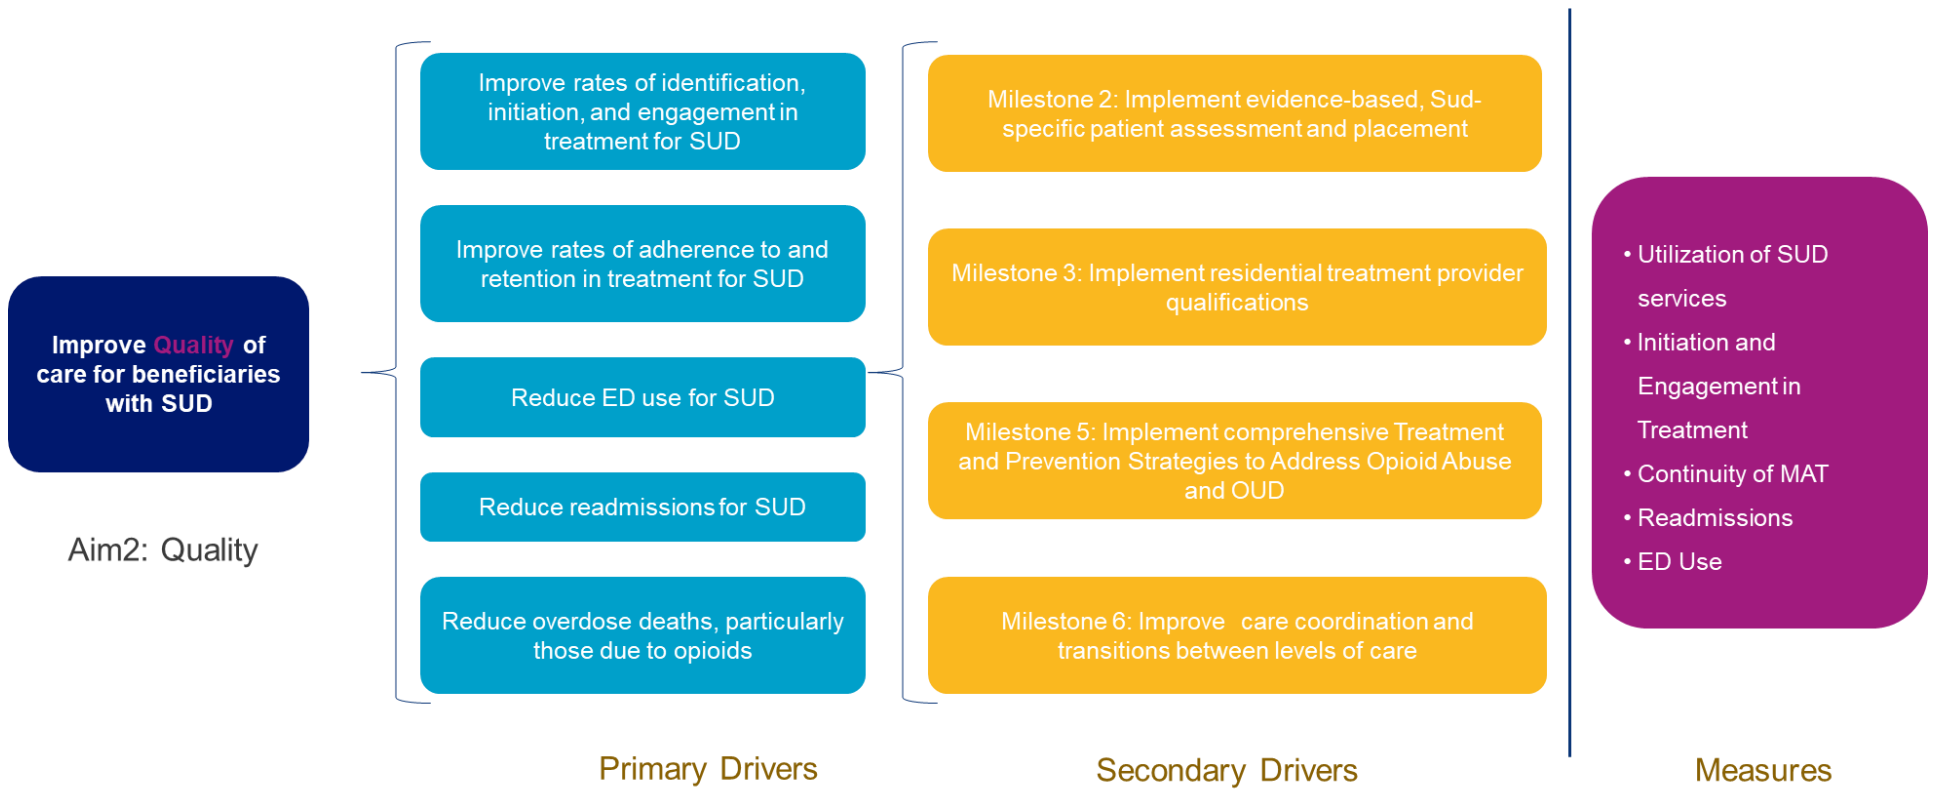 Improve Quality of
care for beneficiaries
with SUD
Aim2: Quality
Improve rates of identification,
initiation, and engagement in
treatment for SUD
Improve rates of adherence to and
retention in treatment for SUD
Reduce ED use for SUD
Reduce readmissions for SUD
Reduce overdose deaths, particularly
those due to opioids
Primary Drivers
Milestone 2: Implement evidence-based, Sud-
specific patient assessment and placement
Milestone 3: Implement residential treatment provider
qualifications
Milestone 5: Implement comprehensive Treatment
and Prevention Strategies to Address Opioid Abuse
and OUD
Milestone 6: Improve care coordination and
transitions between levels of care
Secondary Drivers
• Utilization of SUD
services
• Initiation and
Engagement in
Treatment
• Continuity of MAT
• Readmissions
• ED Use
Measures